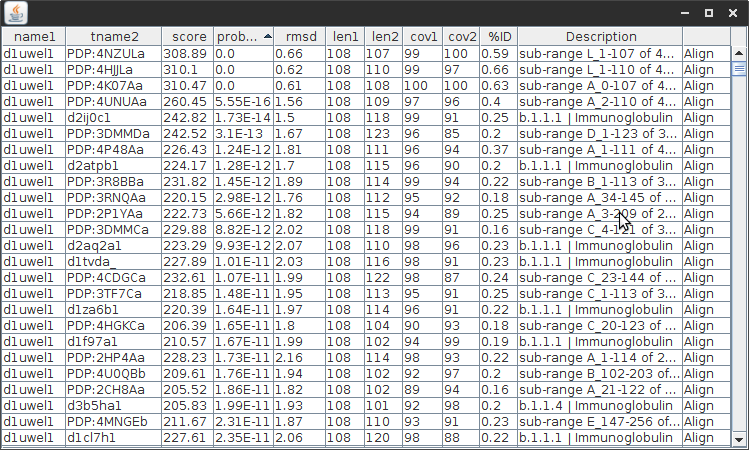 name1 tname2 score prob... rmsd len1 len2 cov1 cov2 %ID Description
d1uwel1 PDP:4NZULa 308.89 0.0 0.66 108 107 99 100 0.59 sub-range L_1-107 of 4... Align
d1uwel1 PDP:4HJJLa 310.1 0.0 0.62 108 110 99 97 0.66 sub-range L_1-110 of 4... Align
d1uwel1 PDP:4K07Aa 310.47 0.0 0.61 108 108 100 100 0.63 sub-range A_0-107 of 4... Align
d1uwel1 PDP:4UNUAa 260.45 5.55E-16 1.56 108 109 97 96 0.4 sub-range A_2-110 of 4... Align
d1uwel1 d2ij0c1 242.82 1.73E-14 1.5 108 118 99 91 0.25 b.1.1.1 | Immunoglobulin Align
d1uwel1 PDP:3DMMDa 242.52 3.1E-13 1.67 108 123 96 85 0.2 sub-range D_1-123 of 3... Align
d1uwel1 PDP:4P48Aa 226.43 1.24E-12 1.81 108 111 96 94 0.37 sub-range A_1-111 of 4... Align
d1uwel1 d2atpb1 224.17 1.28E-12 1.7 108 115 96 90 0.2 b.1.1.1 | Immunoglobulin Align
d1uwel1 PDP:3R8BBa 231.82 1.45E-12 1.89 108 114 99 94 0.22 sub-range B_1-113 of 3... Align
d1uwel1 PDP:3RNQAa 220.15 2.98E-12 1.76 108 115 95 92 0.18 sub-range A_34-145 of ... Align
d1uwel1 PDP:2P1YAa 222.73 5.66E-12 1.82 108 115 94 89 0.25 sub-range A_3-209 of 2... Align
d1uwel1 PDP:3DMMCa 229.88 8.82E-12 2.02 108 118 99 91 0.16 sub-range C_4-121 of 3... Align
d1uwel1 d2aq2a1 223.29 9.93E-12 2.07 108 110 98 96 0.23 b.1.1.1 | Immunoglobulin Align
d1uwel1 d1tvda_ 227.89 1.01E-11 2.03 108 116 98 91 0.23 b.1.1.1 | Immunoglobulin Align
d1uwel1 PDP:4CDGCa 232.61 1.07E-11 1.99 108 122 98 87 0.24 sub-range C_23-144 of ... Align
d1uwel1 PDP:3TF7Ca 218.85 1.48E-11 1.95 108 113 95 91 0.25 sub-range C_1-113 of 3... Align
d1uwel1 d1za6b1 220.39 1.64E-11 1.97 108 114 96 91 0.22 b.1.1.1 | Immunoglobulin Align
d1uwel1 PDP:4HGKCa 206.39 1.65E-11 1.8 108 104 90 93 0.18 sub-range C_20-123 of ... Align
d1uwel1 d1f97a1 210.57 1.67E-11 1.99 108 102 94 99 0.19 b.1.1.1 | Immunoglobulin Align
d1uwel1 PDP:2HP4Aa 228.23 1.73E-11 2.16 108 114 98 93 0.22 sub-range A_1-114 of 2... Align
d1uwel1 PDP:4U0QBb 209.61 1.76E-11 1.94 108 102 92 97 0.2 sub-range B_102-203 of... Align
d1uwel1 PDP:2CH8Aa 205.52 1.86E-11 1.82 108 102 89 94 0.16 sub-range A_21-122 of ... Align
d1uwel1 d3b5ha1 205.83 1.99E-11 1.93 108 101 92 98 0.2 b.1.1.4 | Immunoglobulin Align
d1uwel1 PDP:4MNGEb 211.67 2.31E-11 1.87 108 110 93 91 0.23 sub-range E_147-256 of... Align
d1uwel1 d1cl7h1 227.61 2.35E-11 2.06 108 120 98 88 0.22 b.1.1.1 | Immunoglobulin Align